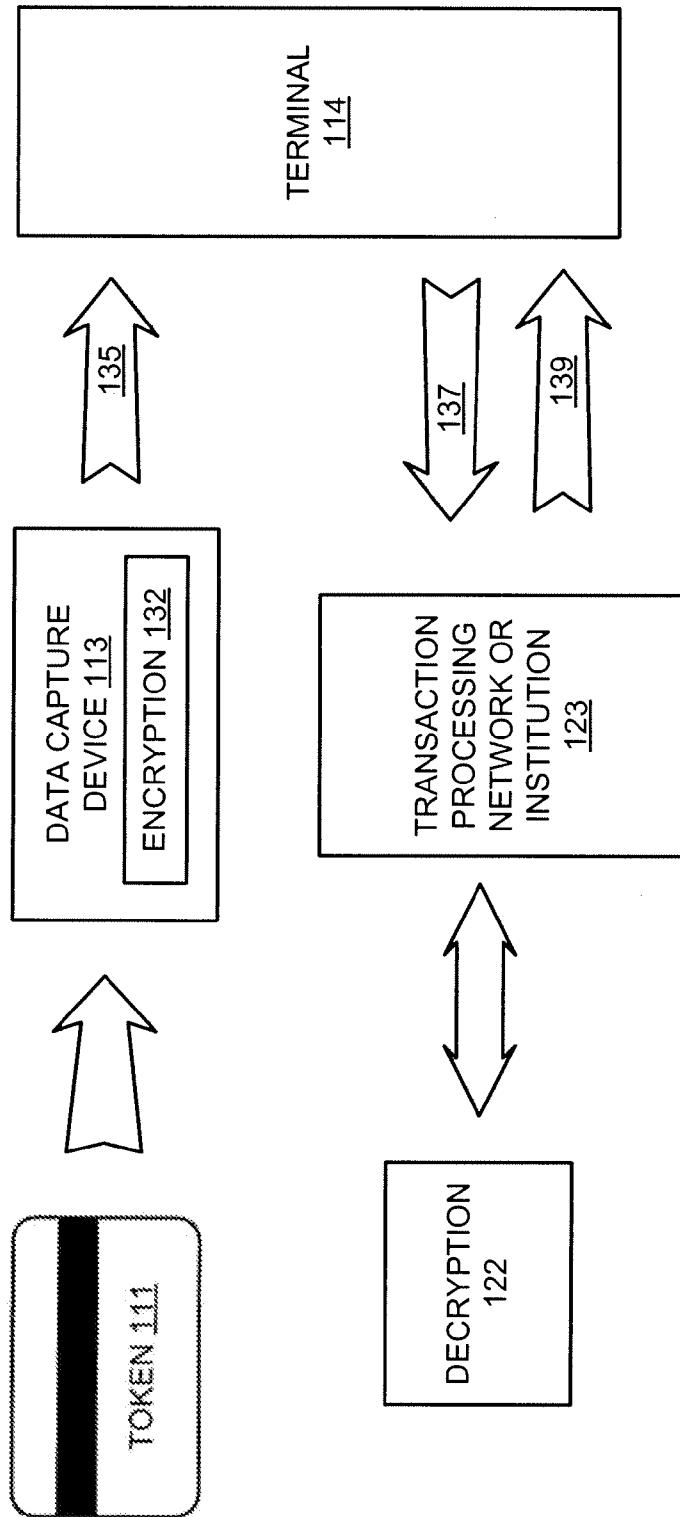 TOKEN 111
DATA CAPTURE
DEVICE 113
ENCRYPTION 132
135
TERMINAL
114
DECRYPTION
122
TRANSACTION
PROCESSING
NETWORK OR
INSTITUTION
123
137
139